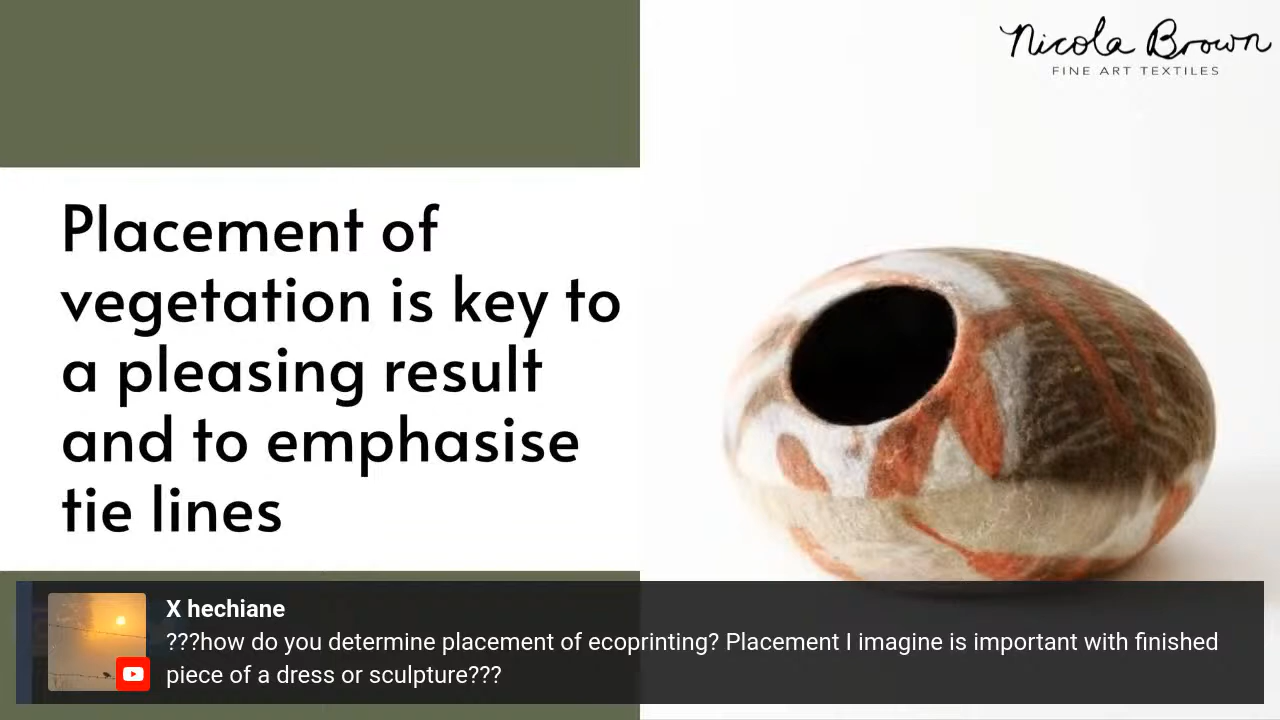 Nicola Brown
FINE ART TEXTILES
Placement of
vegetation is key to
a pleasing result
and to emphasise
tie lines
X hechiane
???how do you determine placement of ecoprinting? Placement I imagine is important with finished
piece of a dress or sculpture???